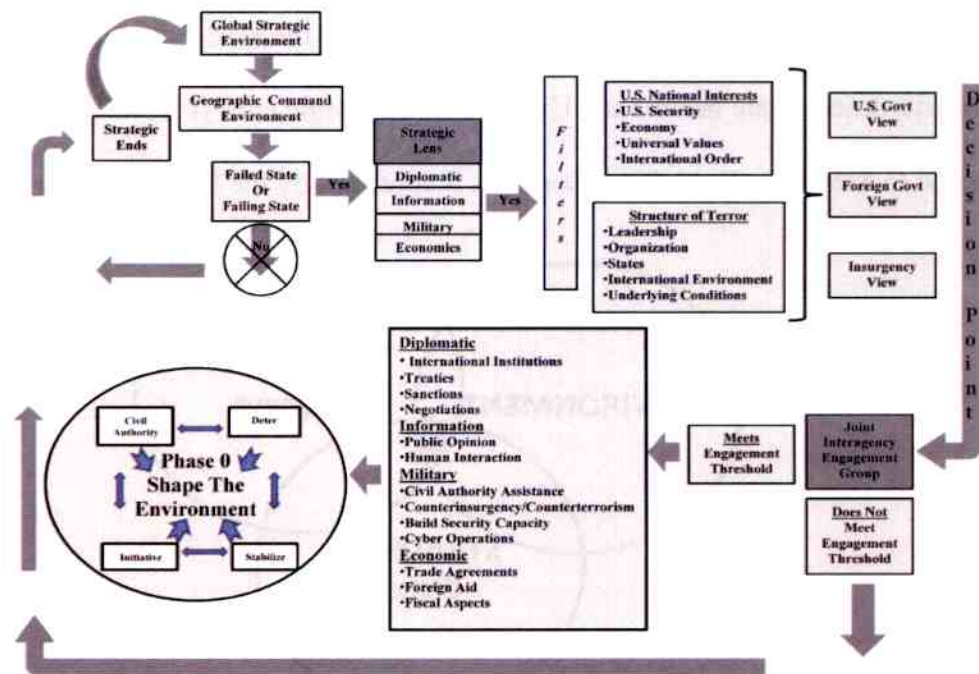 Global Strategic
Environment
Geographic Command
Environment
Strategic
Ends
Failed State
Or
Failing State
Yes
No
Strategic
Lens
Diplomatic
Information
Military
Economics
Yes
Filters
U.S. National Interests
•U.S. Security
•Economy
•Universal Values
•International Order
Structure of Terror
•Leadership
•Organization
•States
•International Environment
•Underlying Conditions
U.S. Govt
View
Foreign Govt
View
Insurgency
View
Decision Point
Joint
Interagency
Engagement
Group
Meets
Engagement
Threshold
Does Not
Meet
Engagement
Threshold
Diplomatic
• International Institutions
•Treaties
•Sanctions
•Negotiations
Information
•Public Opinion
•Human Interaction
Military
•Civil Authority Assistance
•Counterinsurgency/Counterterrorism
•Build Security Capacity
•Cyber Operations
Economic
•Trade Agreements
•Foreign Aid
•Fiscal Aspects
Civil
Authority
Deter
Phase 0
Shape The
Environment
Initiative
Stabilize